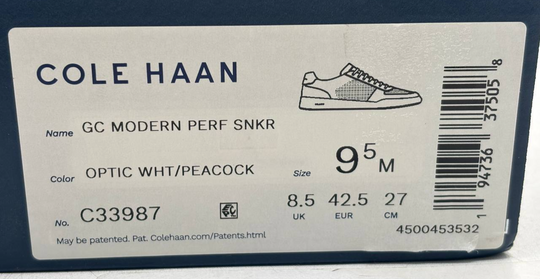 COLE HAAN
Name GC MODERN PERF SNKR
Color OPTIC WHT/PEACOCK
Size 9⁵ M
8.5 42.5 27
UK EUR CM
No. C33987
May be patented. Pat. Colehaan.com/Patents.html
1 94736 37505 8
4500453532